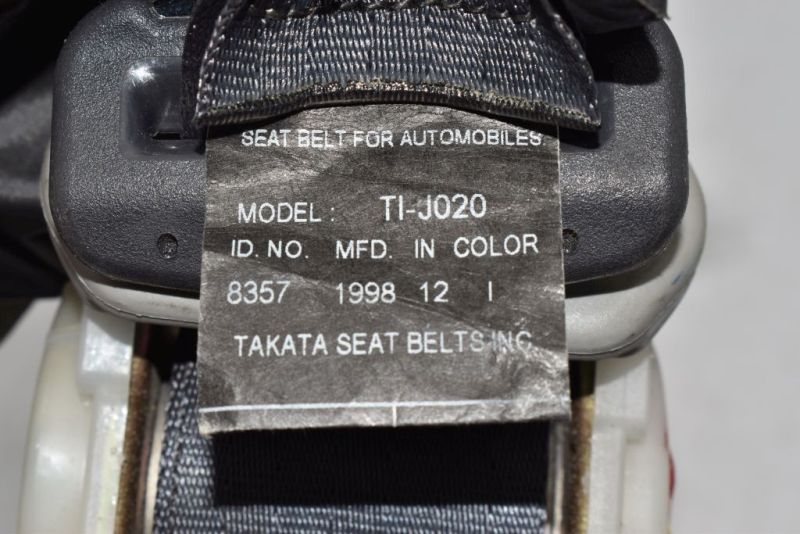 SEAT BELT FOR AUTOMOBILES
MODEL : TI-J020
ID. NO. MFD. IN COLOR
8357 1998 12 I
TAKATA SEAT BELTS INC